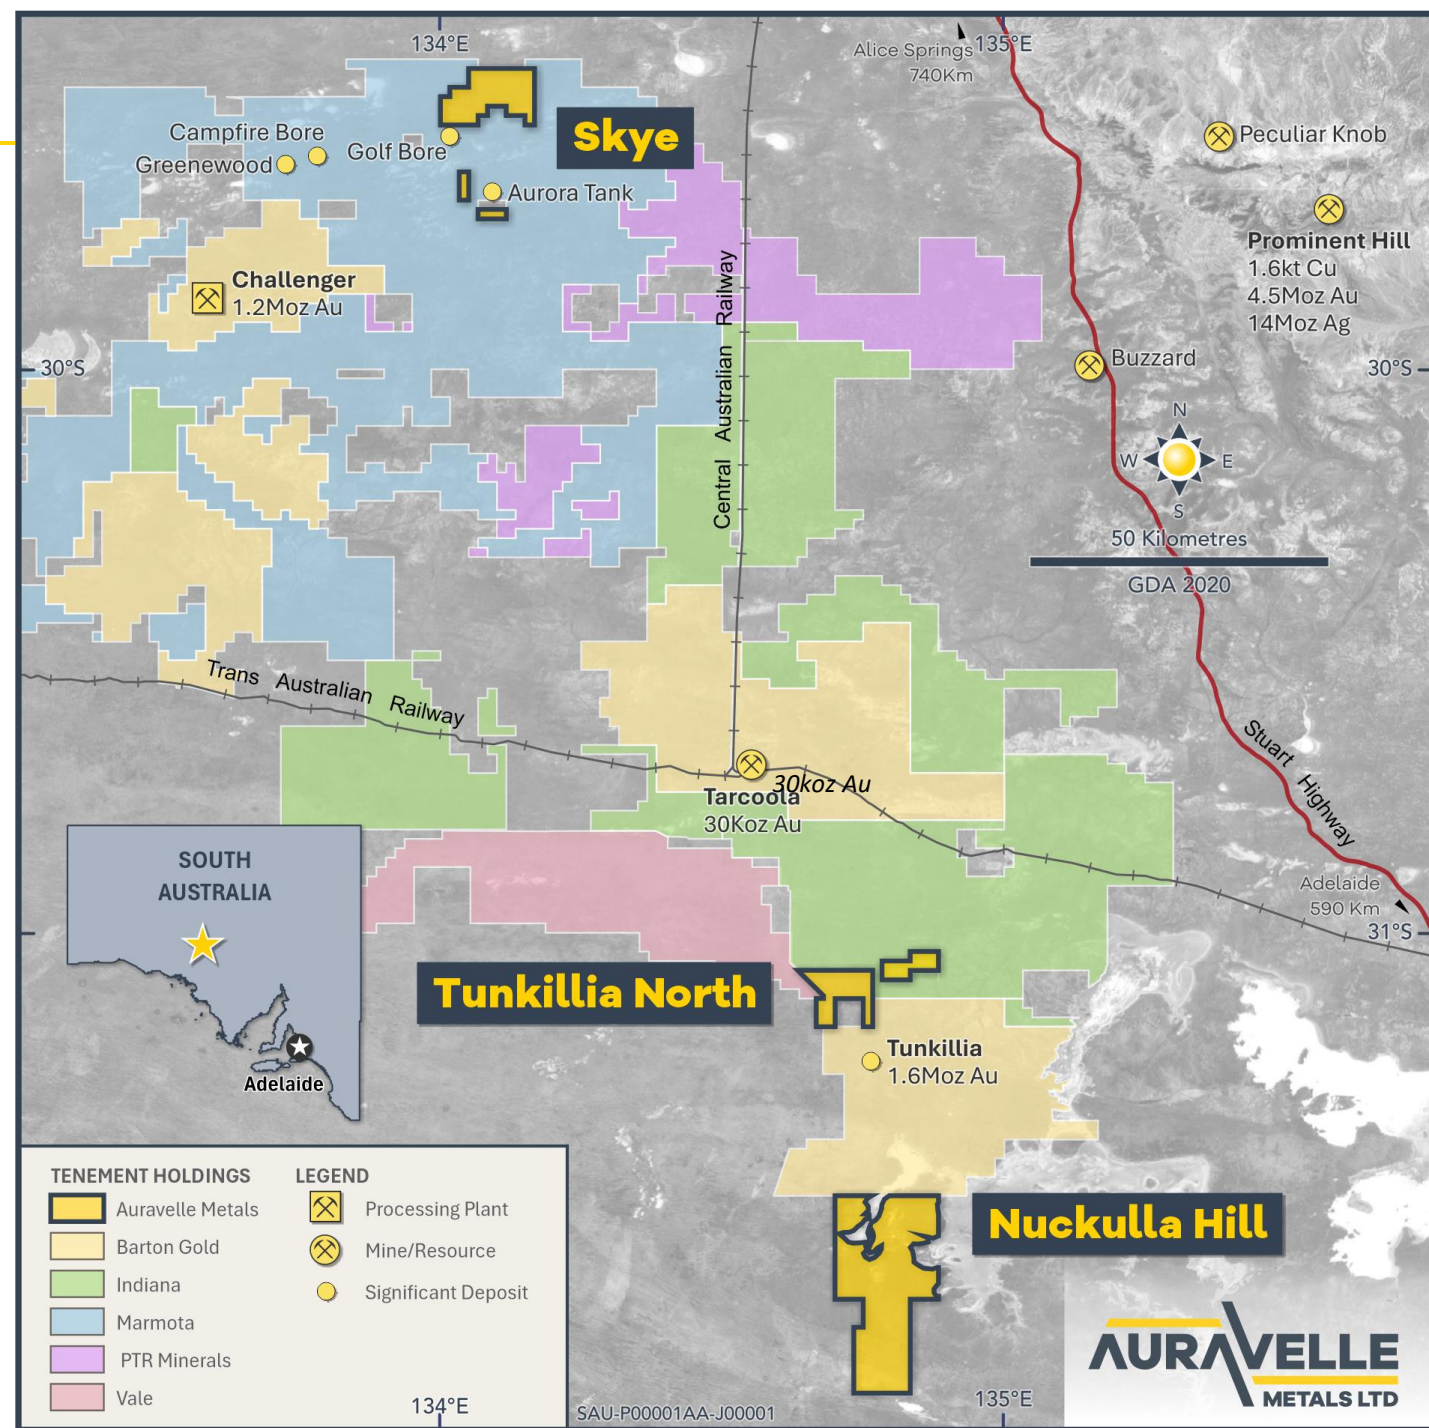 134°E
135°E
Alice Springs
740Km
Skye
Campfire Bore
Greenewood
Golf Bore
Aurora Tank
Peculiar Knob
Prominent Hill
1.6kt Cu
4.5Moz Au
14Moz Ag
Challenger
1.2Moz Au
Central Australian Railway
30°S
30°S
Buzzard
N
W
E
S
50 Kilometres
GDA 2020
Trans Australian Railway
Stuart Highway
30koz Au
Tarcoola
30Koz Au
SOUTH
AUSTRALIA
Adelaide
Adelaide
590 Km
31°S
Tunkillia North
Tunkillia
1.6Moz Au
Nuckulla Hill
TENEMENT HOLDINGS
Auravelle Metals
Barton Gold
Indiana
Marmota
PTR Minerals
Vale
LEGEND
Processing Plant
Mine/Resource
Significant Deposit
134°E
SAU-P00001AA-J00001
135°E
AURAVELLE
METALS LTD